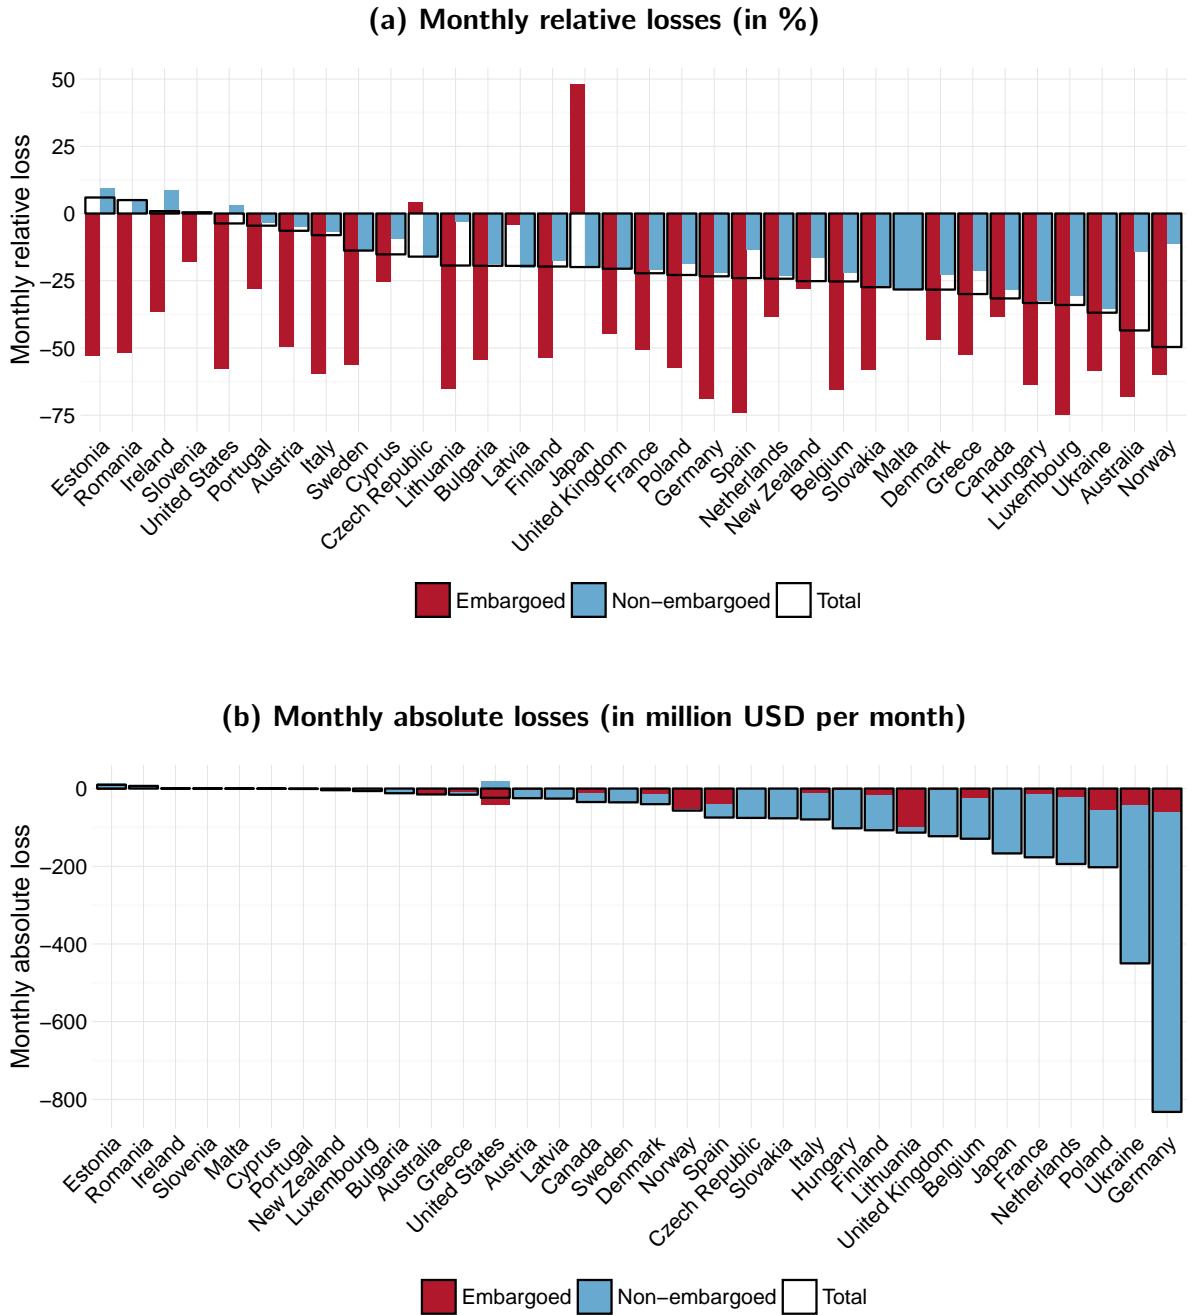 (a) Monthly relative losses (in %)
Monthly relative loss
50
25
0
−25
−50
−75
Estonia
Romania
Ireland
Slovenia
United States
Portugal
Austria
Italy
Sweden
Cyprus
Czech Republic
Lithuania
Bulgaria
Latvia
Finland
Japan
United Kingdom
France
Poland
Germany
Spain
Netherlands
New Zealand
Belgium
Slovakia
Malta
Denmark
Greece
Canada
Hungary
Luxembourg
Ukraine
Australia
Norway
Embargoed Non−embargoed Total
(b) Monthly absolute losses (in million USD per month)
Monthly absolute loss
0
−200
−400
−600
−800
Estonia
Romania
Ireland
Slovenia
Malta
Cyprus
Portugal
New Zealand
Luxembourg
Bulgaria
Australia
Greece
United States
Austria
Latvia
Canada
Sweden
Denmark
Norway
Spain
Czech Republic
Slovakia
Italy
Hungary
Finland
Lithuania
United Kingdom
Belgium
Japan
France
Netherlands
Poland
Ukraine
Germany
Embargoed Non−embargoed Total